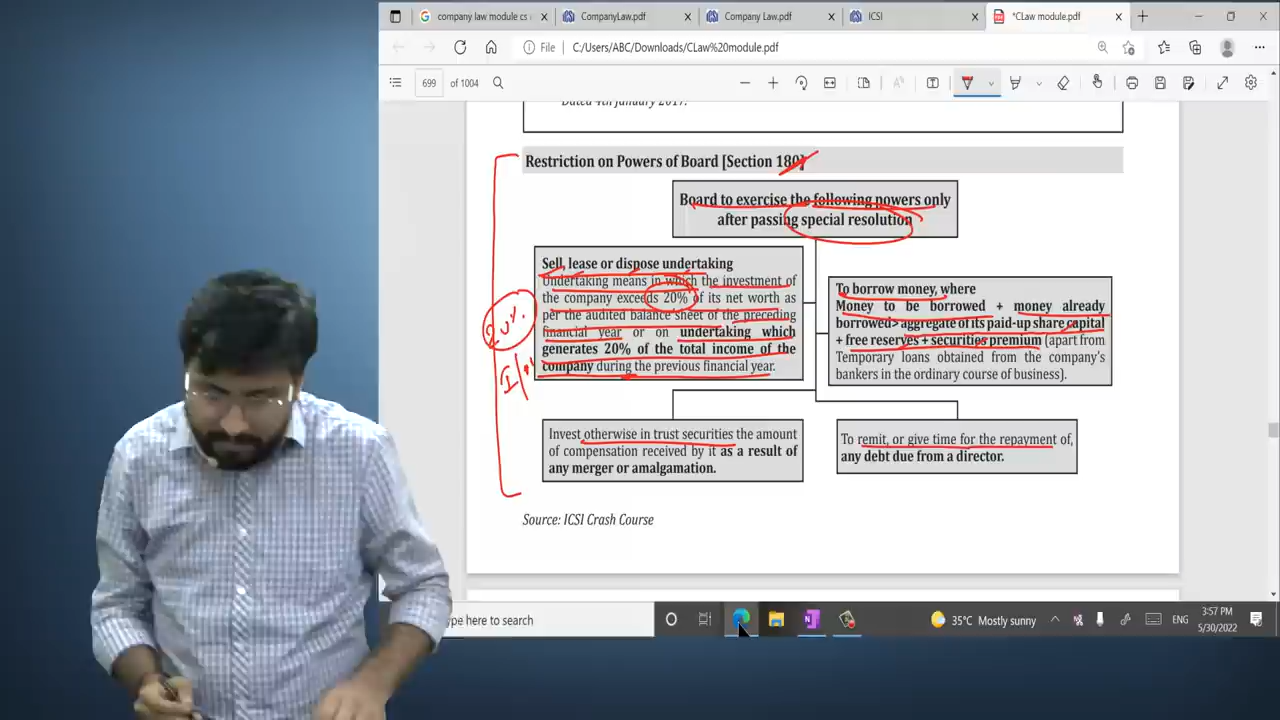 company law module cs
CompanyLaw.pdf
Company Law.pdf
ICSI
*CLaw module.pdf
File
C:/Users/ABC/Downloads/CLaw%20module.pdf
699
of 1004
Dated 4th January 2017.
Restriction on Powers of Board [Section 180]
Board to exercise the following powers only
after passing special resolution
Sell, lease or dispose undertaking
Undertaking means in which the investment of
the company exceeds 20% of its net worth as
per the audited balance sheet of the preceding
financial year or on undertaking which
generates 20% of the total income of the
company during the previous financial year.
20%
To borrow money, where
Money to be borrowed + money already
borrowed> aggregate of its paid-up share capital
+ free reserves + securities premium (apart from
Temporary loans obtained from the company's
bankers in the ordinary course of business).
Invest otherwise in trust securities the amount
of compensation received by it as a result of
any merger or amalgamation.
To remit, or give time for the repayment of,
any debt due from a director.
Source: ICSI Crash Course
ype here to search
35°C Mostly sunny
ENG
3:57 PM
5/30/2022